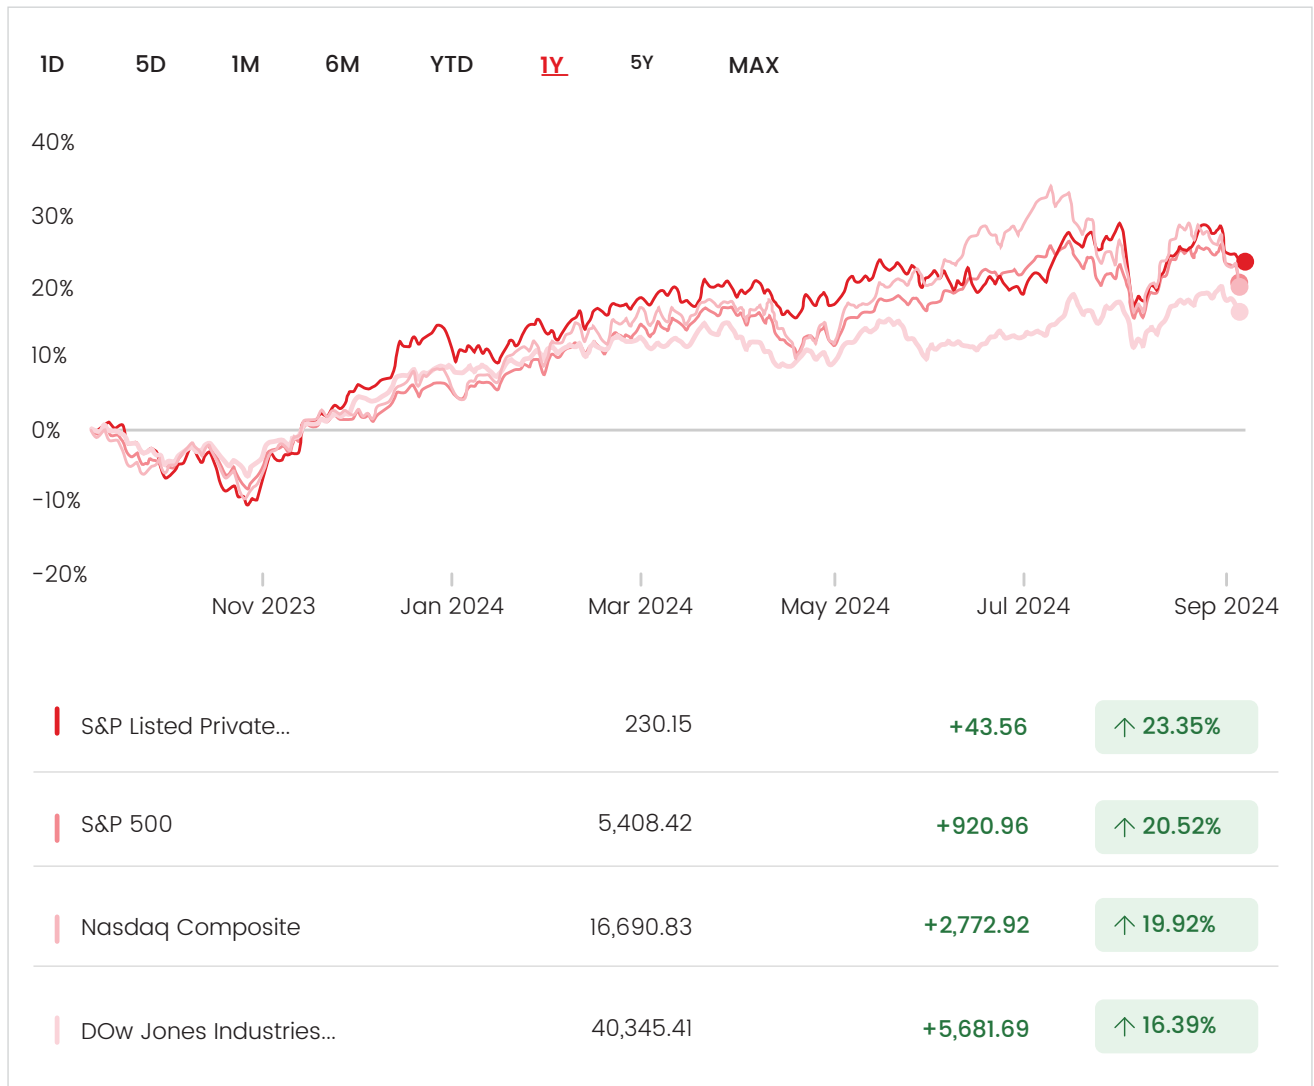 1D 5D 1M 6M YTD 1Y 5Y MAX
40%
30%
20%
10%
0%
-10%
-20%
Nov 2023 Jan 2024 Mar 2024 May 2024 Jul 2024 Sep 2024
S&P Listed Private... 230.15 +43.56 ↑ 23.35%
S&P 500 5,408.42 +920.96 ↑ 20.52%
Nasdaq Composite 16,690.83 +2,772.92 ↑ 19.92%
DOw Jones Industries... 40,345.41 +5,681.69 ↑ 16.39%